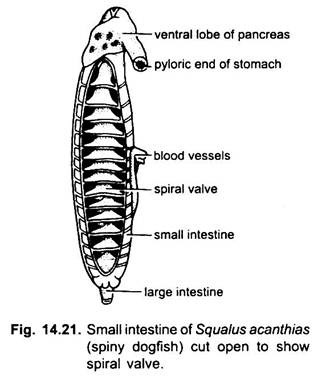 ventral lobe of pancreas
pyloric end of stomach
blood vessels
spiral valve
small intestine
large intestine
Fig. 14.21. Small intestine of Squalus acanthias
(spiny dogfish) cut open to show
spiral valve.